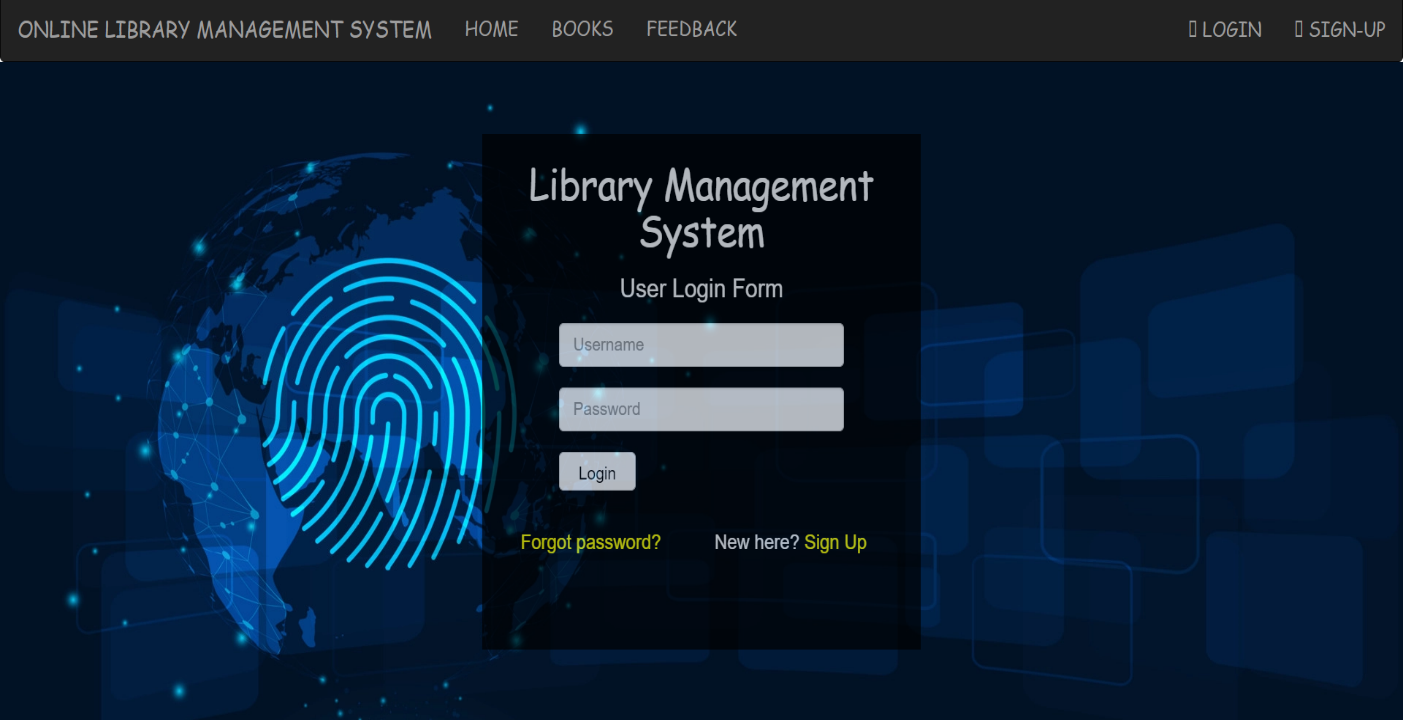 ONLINE LIBRARY MANAGEMENT SYSTEM HOME BOOKS FEEDBACK LOGIN SIGN-UP
Library Management
System
User Login Form
Username
Password
Login
Forgot password? New here? Sign Up